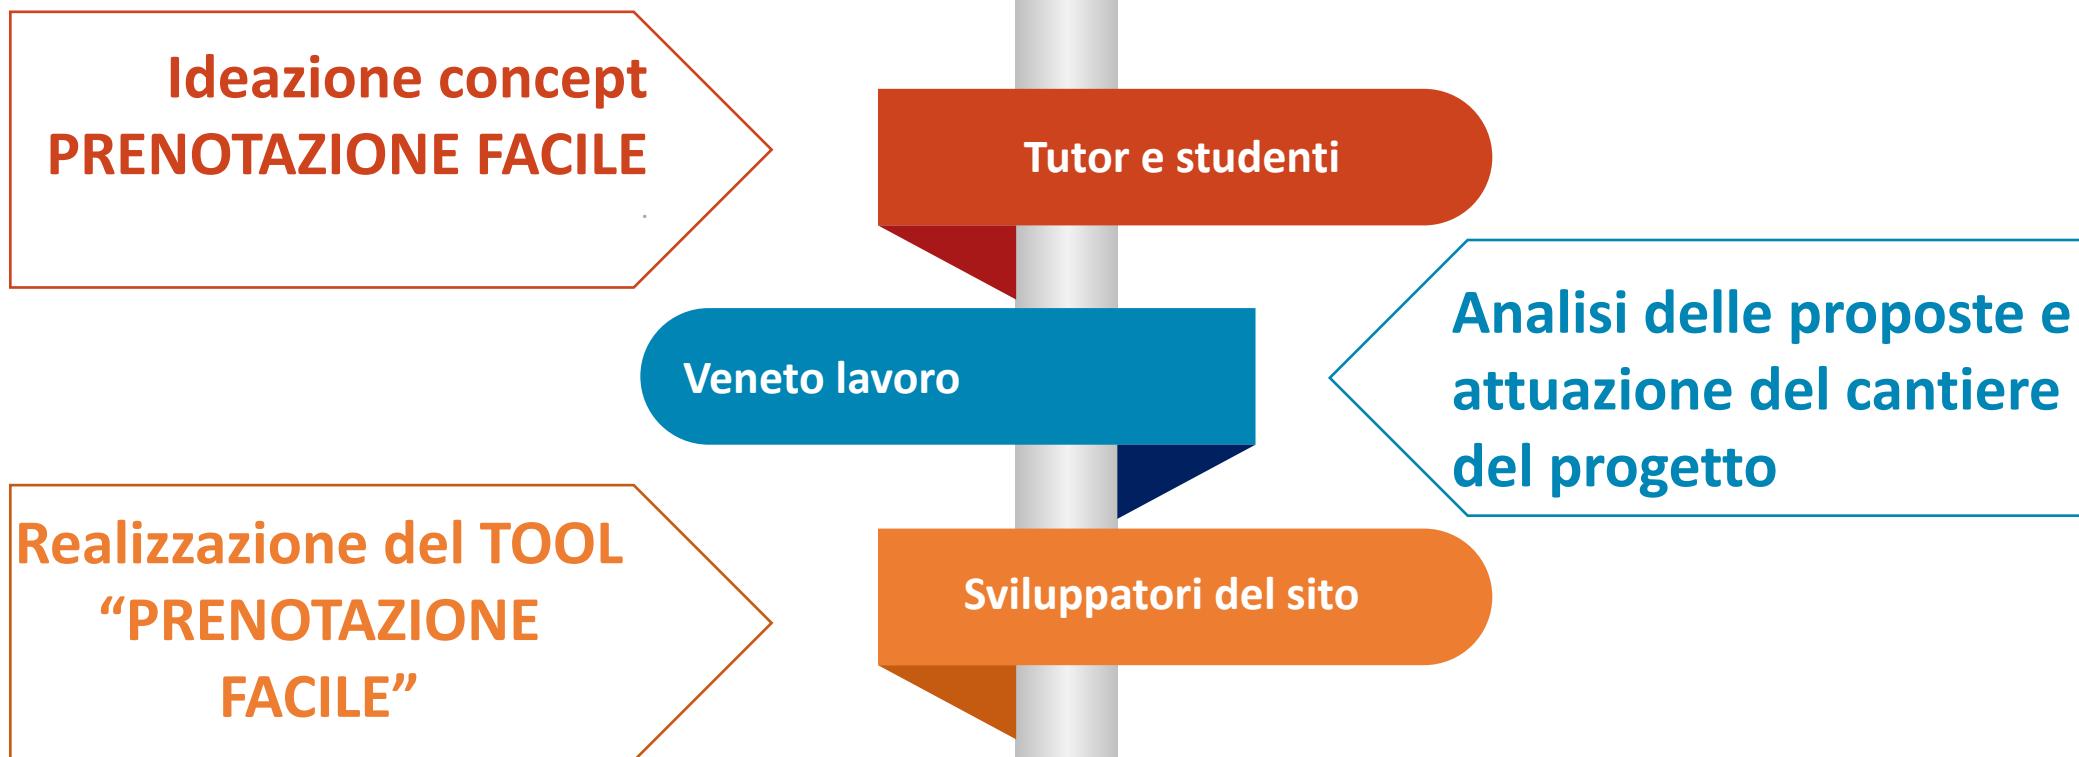 Ideazione concept
PRENOTAZIONE FACILE
.
Tutor e studenti
Veneto lavoro
Analisi delle proposte e
attuazione del cantiere
del progetto
Realizzazione del TOOL
“PRENOTAZIONE
FACILE”
Sviluppatori del sito